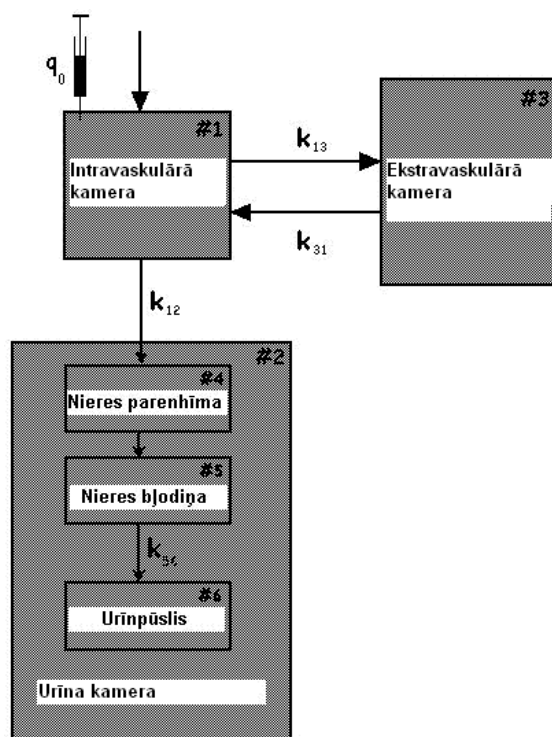 q0
#1
#3
k13
Intravaskulārā
kamera
Ekstravaskulārā
kamera
k31
k12
#2
#4
Nieres parenhīma
#5
Nieres bļodiņa
k56
#6
Urīnpūslis
Urīna kamera